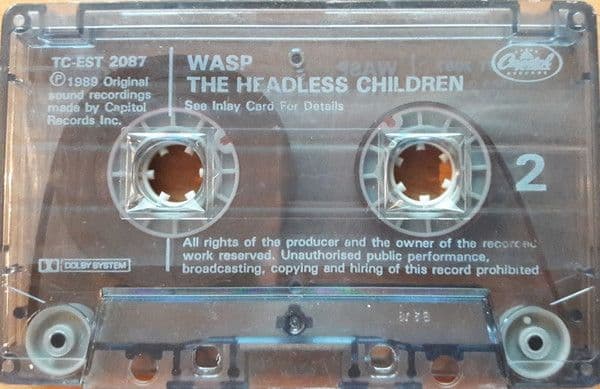 TC-EST 2087
Ⓟ1989 Original
sound recordings
made by Capitol
Records Inc.
WASP
THE HEADLESS CHILDREN
See Inlay Card For Details
Capitol
RECORDS
2
All rights of the producer and the owner of the recorded
work reserved. Unauthorised public performance,
broadcasting, copying and hiring of this record prohibited
DOLBY SYSTEM